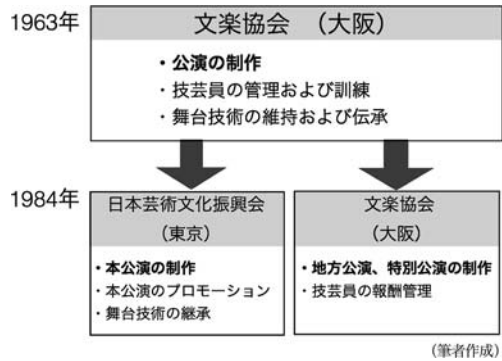 1963年
文楽協会 (大阪)
・公演の制作
・技芸員の管理および訓練
・舞台技術の維持および伝承
1984年
日本芸術文化振興会
(東京)
・本公演の制作
・本公演のプロモーション
・舞台技術の継承
文楽協会
(大阪)
・地方公演、特別公演の制作
・技芸員の報酬管理
(筆者作成)